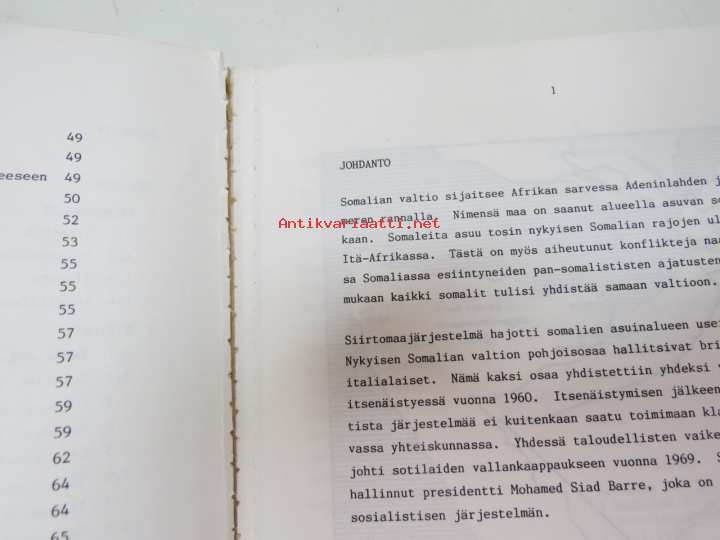 49
49
eeseen 49
50
52
53
55
55
55
57
57
57
59
59
62
64
64
65
1
JOHDANTO
Somalian valtio sijaitsee Afrikan sarvessa Adeninlahden j
meren rannalla. Nimensä maa on saanut alueella asuvan so
kaan. Somaleita asuu tosin nykyisen Somalian rajojen ul
Itä-Afrikassa. Tästä on myös aiheutunut konflikteja naa
sa Somaliassa esiintyneiden pan-somalististen ajatusten
mukaan kaikki somalit tulisi yhdistää samaan valtioon.
Siirtomaajärjestelmä hajotti somalien asuinalueen use
Nykyisen Somalian valtion pohjoisosaa hallitsivat bri
italialaiset. Nämä kaksi osaa yhdistettiin yhdeksi
itsenäistyessä vuonna 1960. Itsenäistymisen jälkeen
tista järjestelmää ei kuitenkaan saatu toimimaan kla
vassa yhteiskunnassa. Yhdessä taloudellisten vaike
johti sotilaiden vallankaappaukseen vuonna 1969. S
hallinnut presidentti Mohamed Siad Barre, joka on
sosialistisen järjestelmän.
Antikvariaatti.net